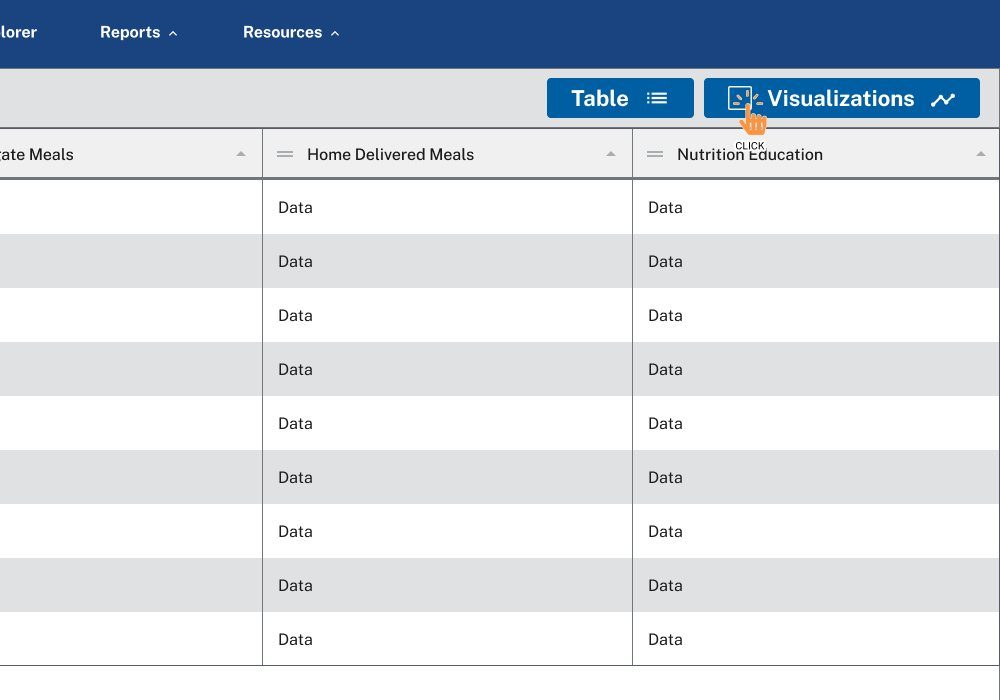 lorer Reports Resources
Table Visualizations
CLICK
gate Meals Home Delivered Meals Nutrition Education
Data Data
Data Data
Data Data
Data Data
Data Data
Data Data
Data Data
Data Data
Data Data